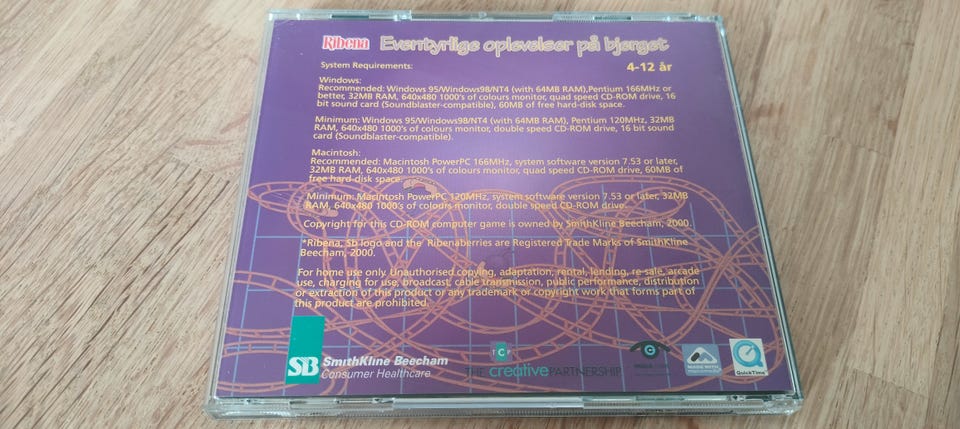 Ribena Eventyrlige oplevelser på bjerget
System Requirements:
4-12 år
Windows:
Recommended: Windows 95/Windows98/NT4 (with 64MB RAM),Pentium 166MHz or
better, 32MB RAM, 640x480 1000's of colours monitor, quad speed CD-ROM drive, 16
bit sound card (Soundblaster-compatible), 60MB of free hard-disk space.
Minimum: Windows 95/Windows98/NT4 (with 64MB RAM), Pentium 120MHz, 32MB
RAM, 640x480 1000's of colours monitor, double speed CD-ROM drive, 16 bit sound
card (Soundblaster-compatible).
Macintosh:
Recommended: Macintosh PowerPC 166MHz, system software version 7.53 or later,
32MB RAM, 640x480 1000's of colours monitor, quad speed CD-ROM drive, 60MB of
free hard-disk space.
Minimum: Macintosh PowerPC 120MHz, system software version 7.53 or later, 32MB
RAM, 640x480 1000's of colours monitor, double speed CD-ROM drive.
Copyright for this CD-ROM computer game is owned by SmithKline Beecham, 2000.
*Ribena, Sb logo and the Ribenaberries are Registered Trade Marks of SmithKline
Beecham, 2000.
For home use only. Unauthorised copying, adaptation, rental, lending, re-sale, arcade
use, charging for use, broadcast, cable transmission, public performance, distribution
or extraction of this product or any trademark or copyright work that forms part of
this product are prohibited.
SB SmithKline Beecham
Consumer Healthcare
TCP
THE creative PARTNERSHIP
MADE WITH
QuickTime